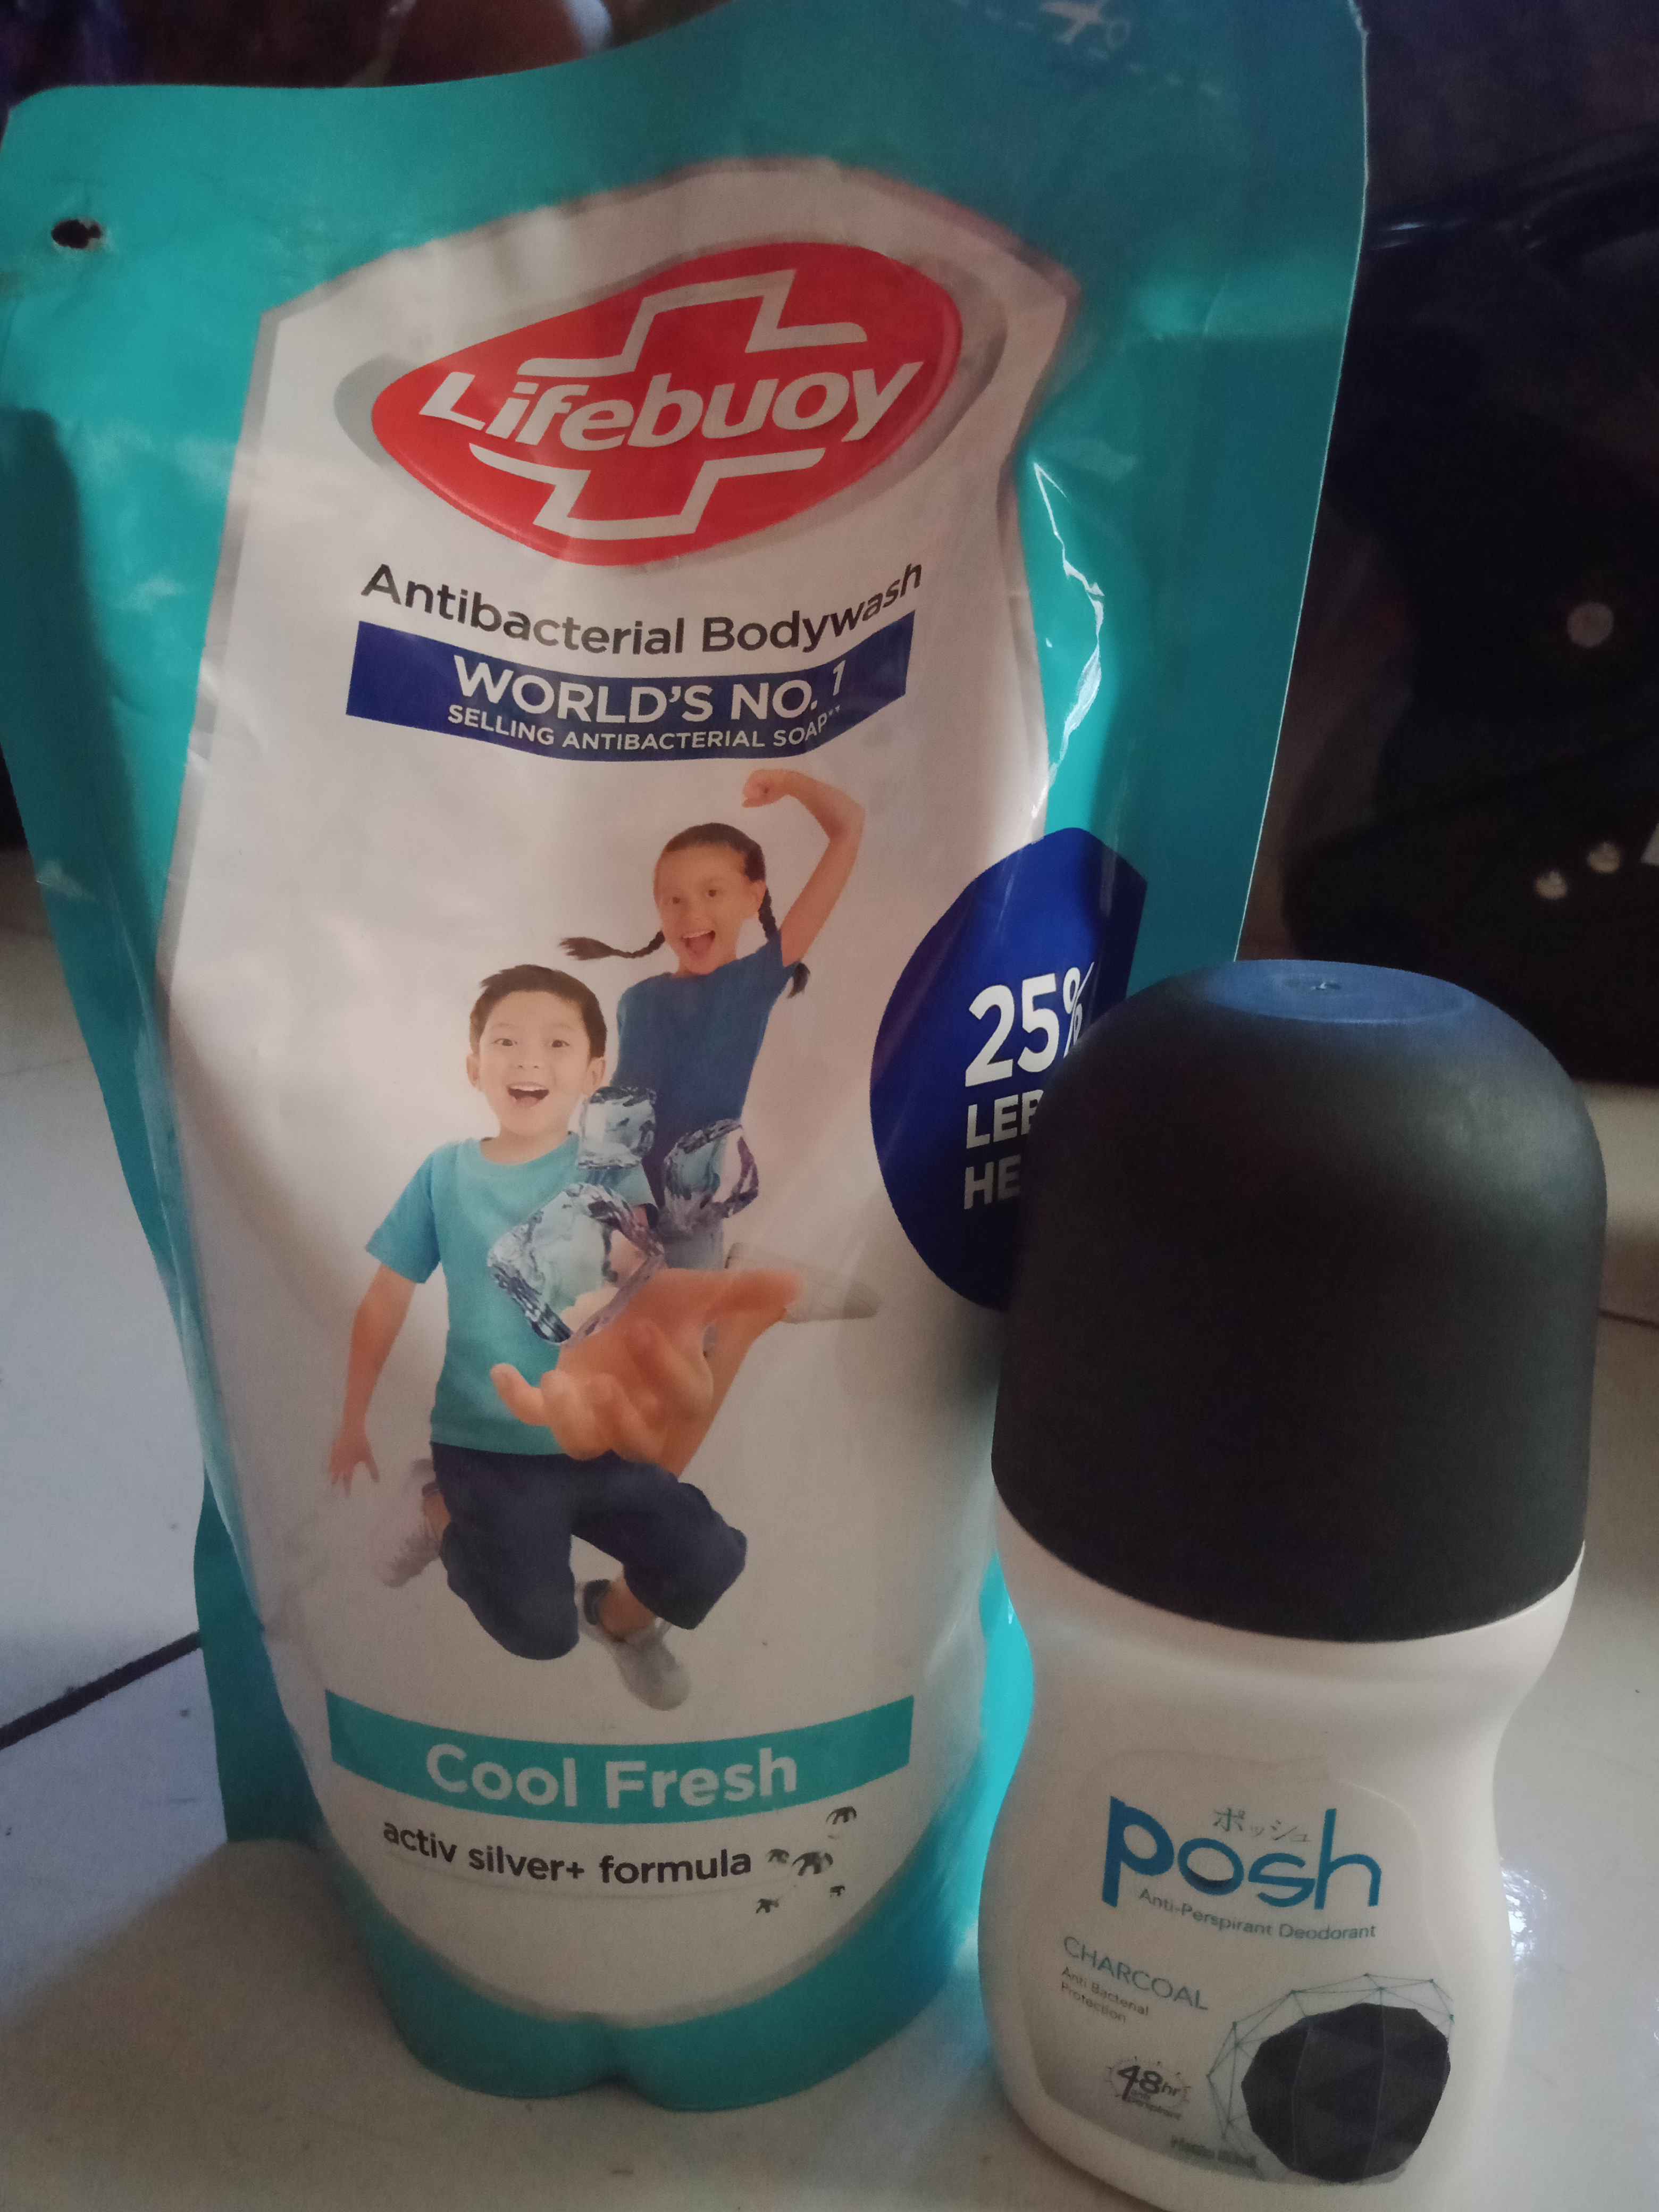 Lifebuoy
Antibacterial Bodywash
WORLD'S NO. 1
SELLING ANTIBACTERIAL SOAP**
25%
LEB
HE
Cool Fresh
activ silver+ formula
ポッシュ
posh
Anti-Perspirant Deodorant
CHARCOAL
Anti Bacterial
Protection
48hr